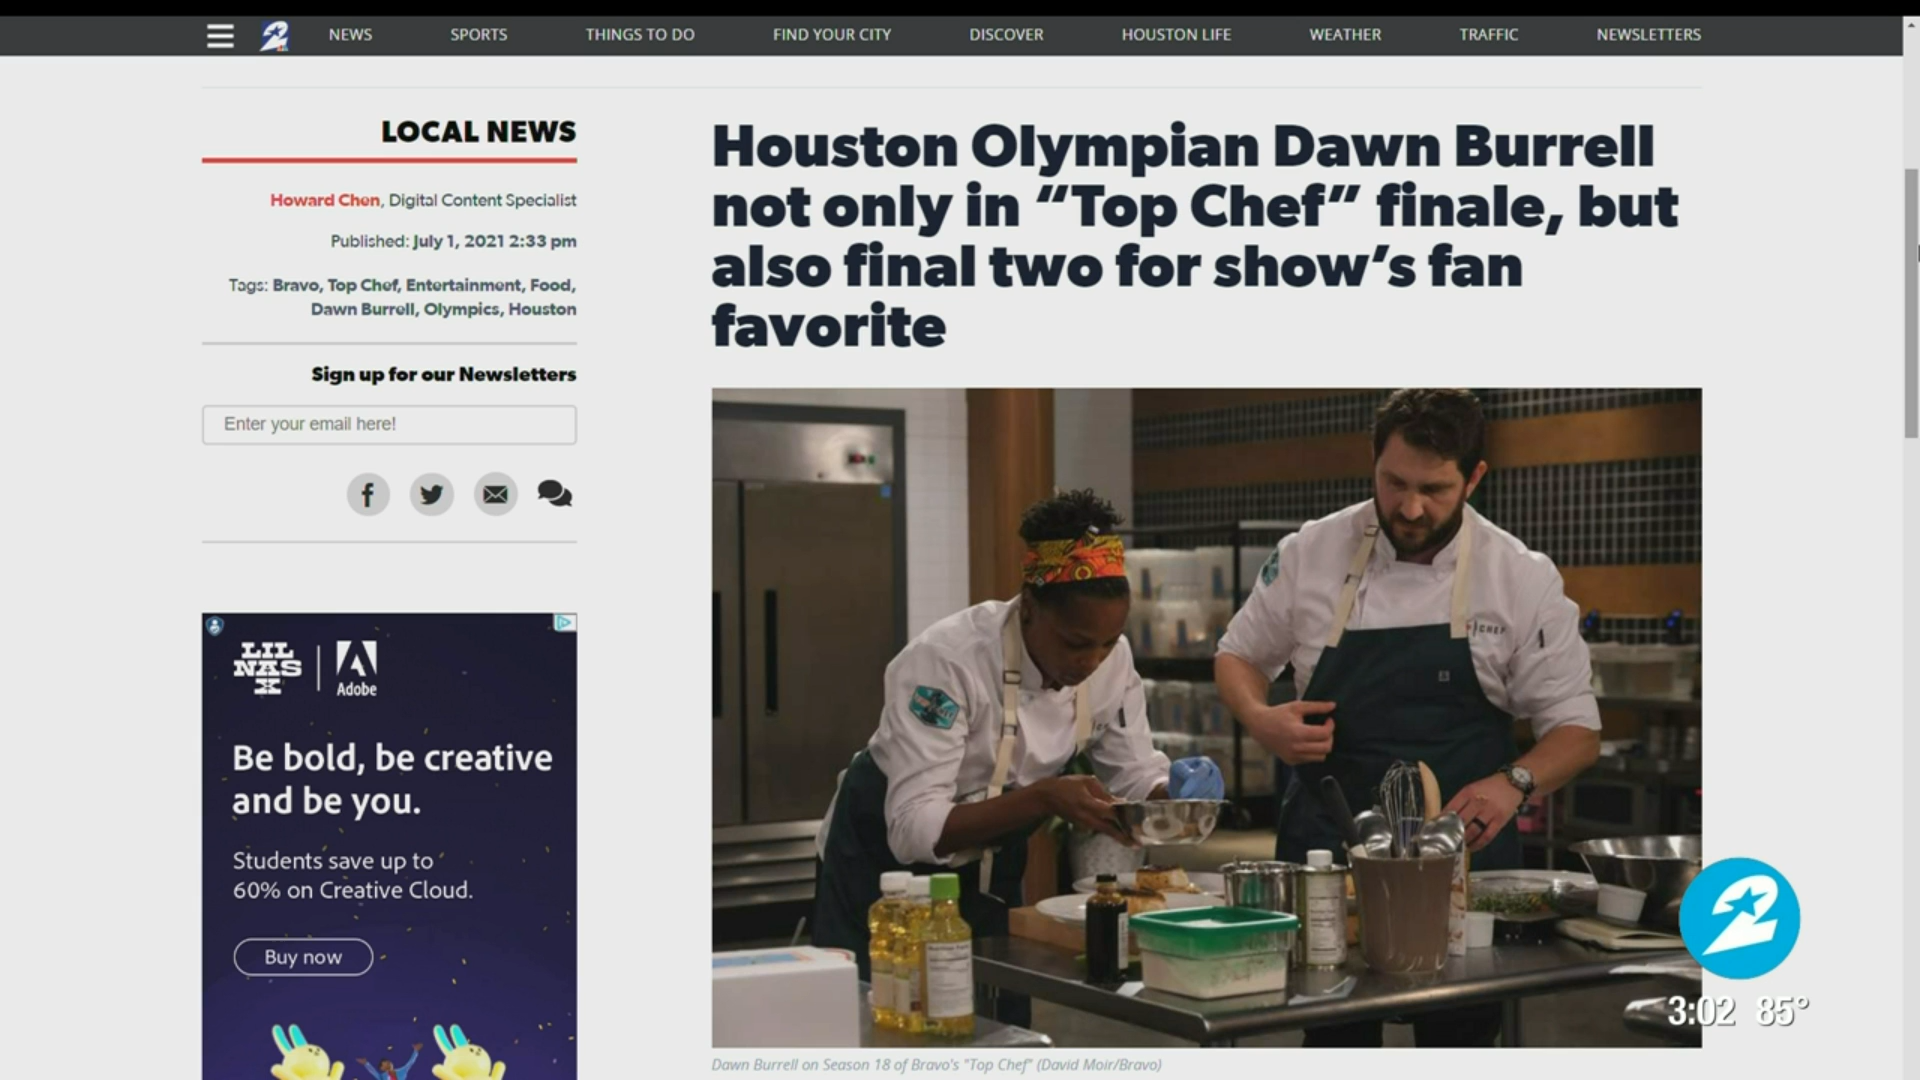 NEWS SPORTS THINGS TO DO FIND YOUR CITY DISCOVER HOUSTON LIFE WEATHER TRAFFIC NEWSLETTERS
LOCAL NEWS
Howard Chen, Digital Content Specialist
Published: July 1, 2021 2:33 pm
Tags: Bravo, Top Chef, Entertainment, Food,
Dawn Burrell, Olympics, Houston
Sign up for our Newsletters
Enter your email here!
LIL
NAS
X
Adobe
Be bold, be creative
and be you.
Students save up to
60% on Creative Cloud.
Buy now
Houston Olympian Dawn Burrell
not only in “Top Chef” finale, but
also final two for show’s fan
favorite
CHEF
Dawn Burrell on Season 18 of Bravo's "Top Chef" (David Moir/Bravo)
2
3:02 85°